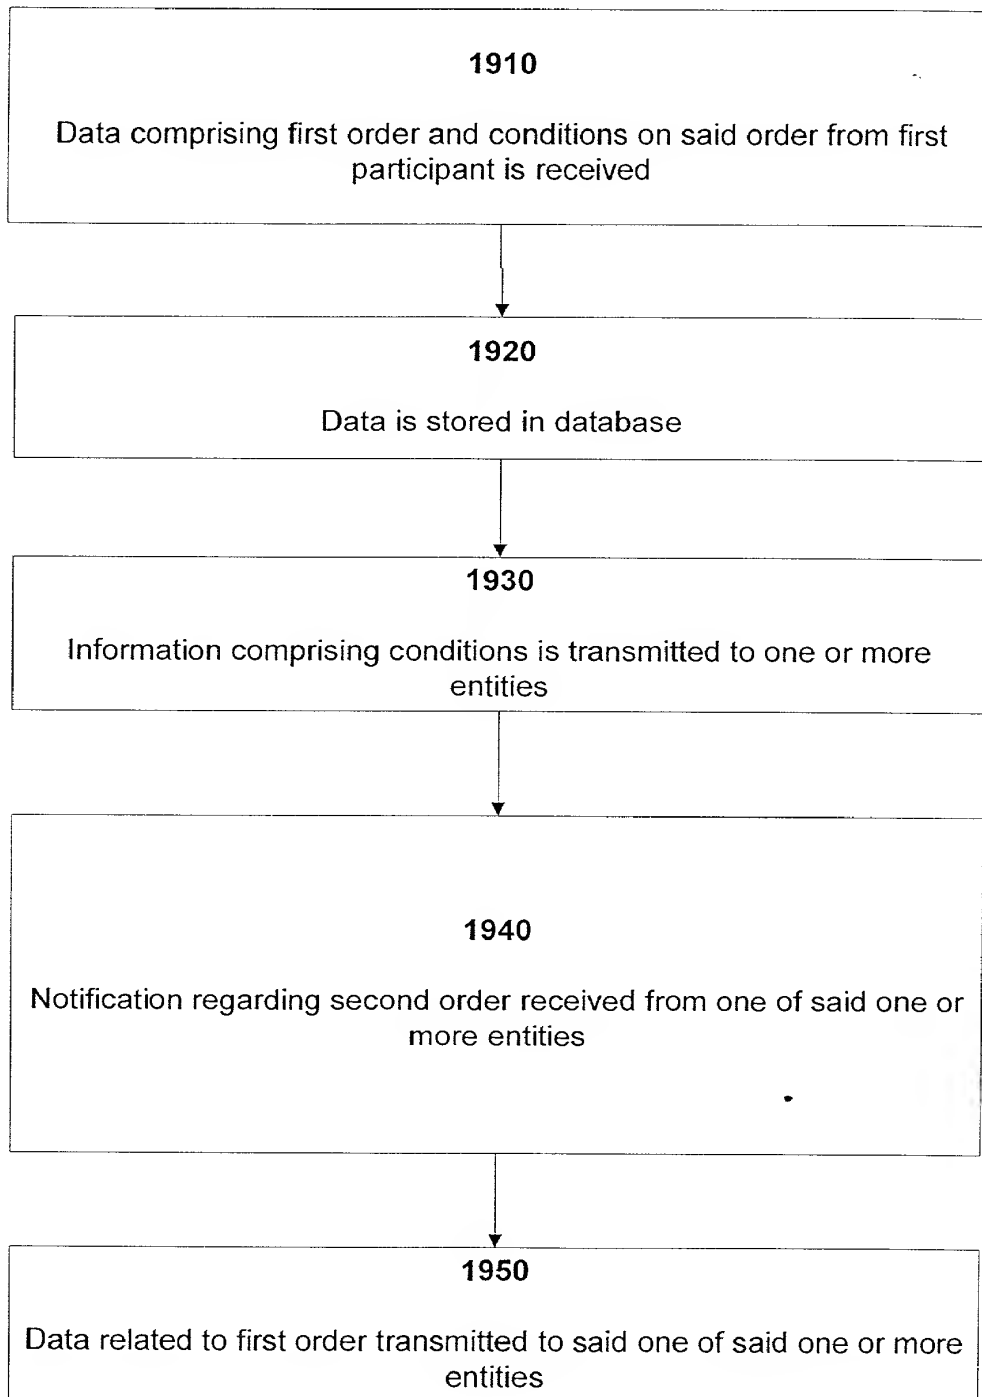 1910
Data comprising first order and conditions on said order from first
participant is received
1920
Data is stored in database
1930
Information comprising conditions is transmitted to one or more
entities
1940
Notification regarding second order received from one of said one or
more entities
1950
Data related to first order transmitted to said one of said one or more
entities